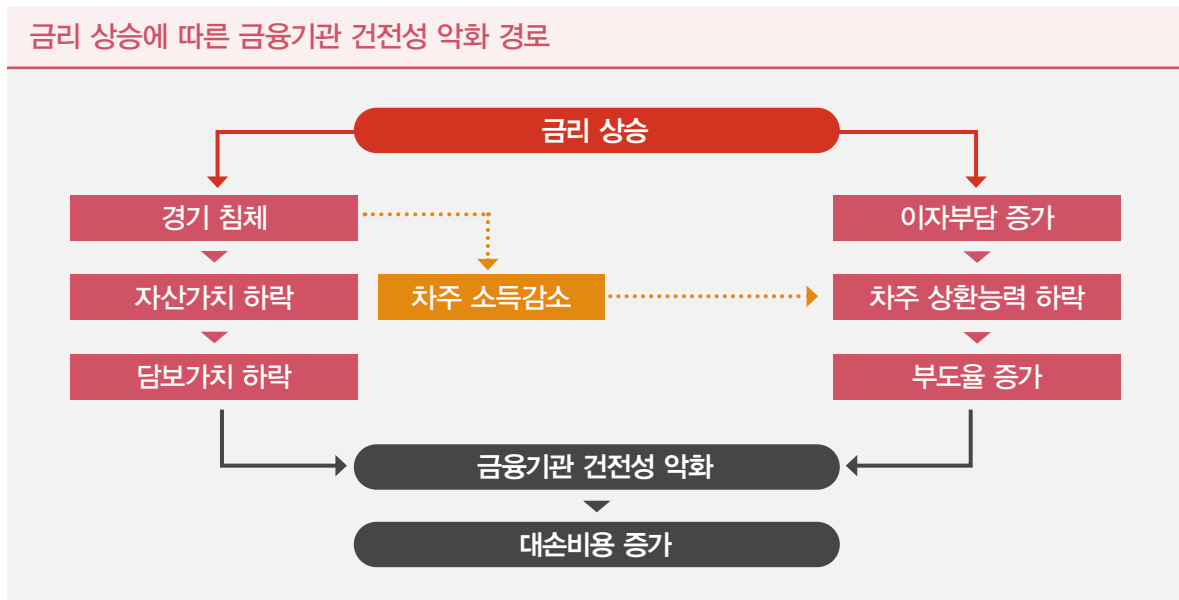 금리 상승에 따른 금융기관 건전성 악화 경로
금리 상승
경기 침체
이자부담 증가
자산가치 하락
차주 소득감소
차주 상환능력 하락
담보가치 하락
부도율 증가
금융기관 건전성 악화
대손비용 증가